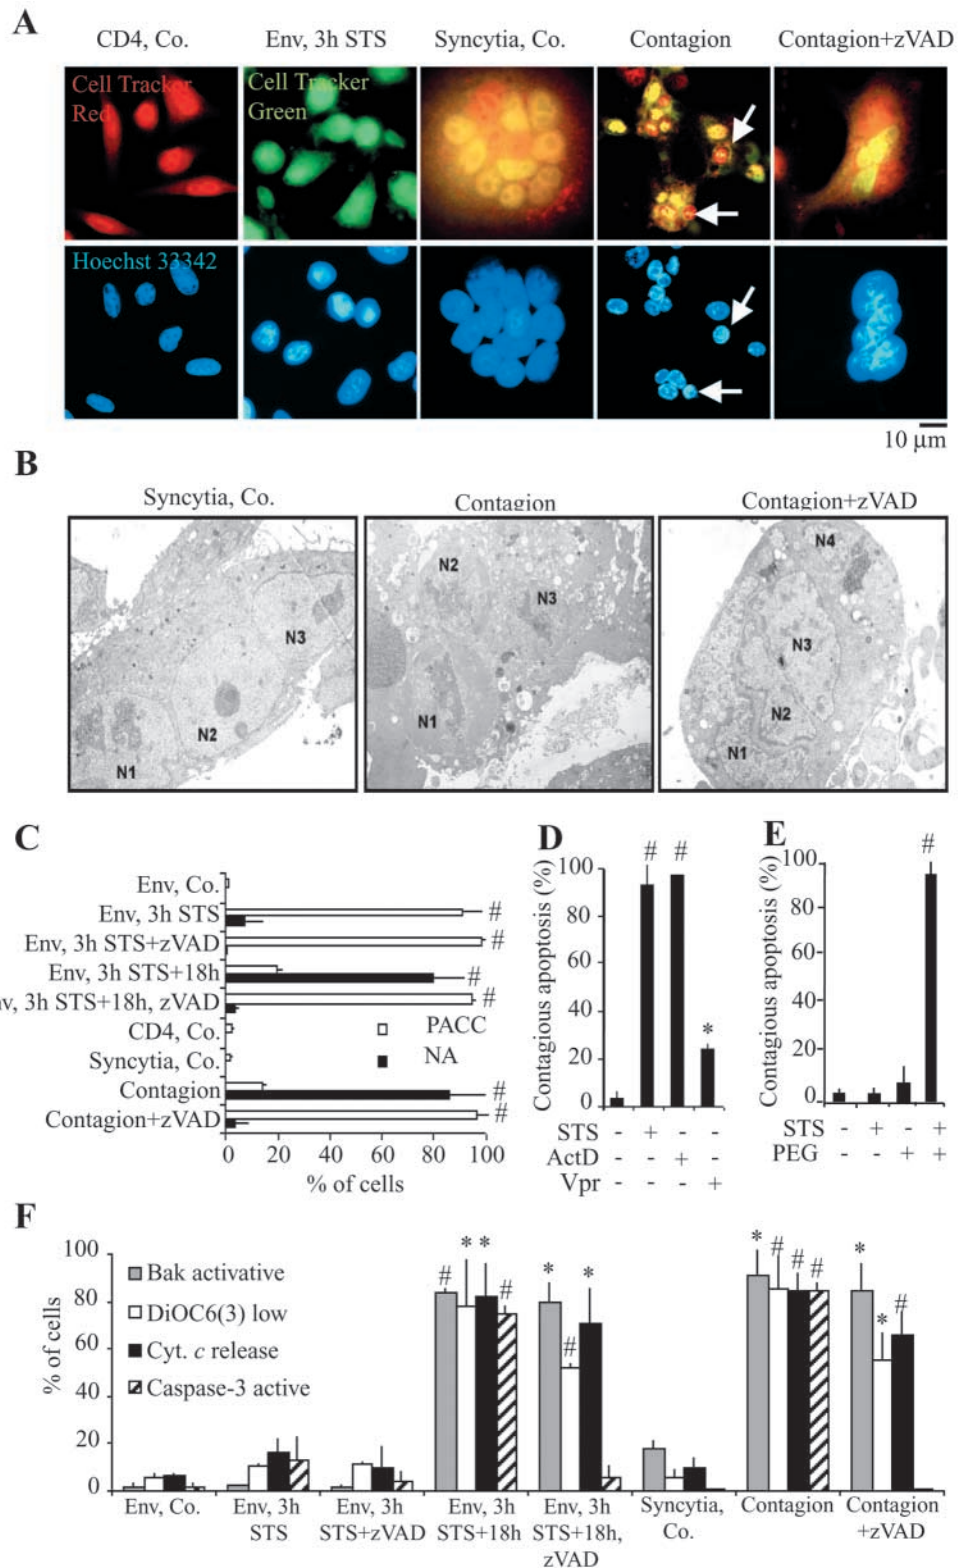 A
CD4, Co. Env, 3h STS Syncytia, Co. Contagion Contagion+zVAD
Cell Tracker Red
Cell Tracker Green
Hoechst 33342
10 μm
B
Syncytia, Co. Contagion Contagion+zVAD
N1 N2 N3
N1 N2 N3
N1 N2 N3 N4
C
Env, Co.
Env, 3h STS #
Env, 3h STS+zVAD #
Env, 3h STS+18h #
nv, 3h STS+18h, zVAD #
CD4, Co.
Syncytia, Co.
Contagion #
Contagion+zVAD #
PACC
NA
0 20 40 60 80 100
% of cells
D
Contagious apoptosis (%)
100
80
60
40
20
0
# # *
STS - + - -
ActD - - + -
Vpr - - - +
E
Contagious apoptosis (%)
100
80
60
40
20
0
#
STS - + - +
PEG - - + +
F
% of cells
100
80
60
40
20
0
Bak activative
DiOC6(3) low
Cyt. c release
Caspase-3 active
# * * # * # * * # # # * * #
Env, Co.
Env, 3h STS
Env, 3h STS+zVAD
Env, 3h STS+18h
Env, 3h STS+18h, zVAD
Syncytia, Co.
Contagion
Contagion +zVAD